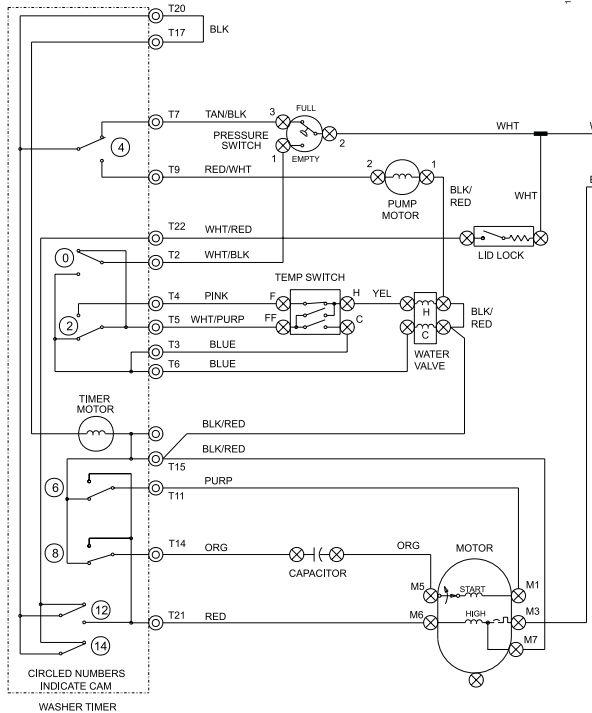 T20
T17
BLK
T7
TAN/BLK
3
FULL
4
PRESSURE
SWITCH
2
WHT
1
EMPTY
T9
RED/WHT
2
1
PUMP
MOTOR
BLK/
RED
WHT
T22
WHT/RED
0
T2
WHT/BLK
LID LOCK
TEMP SWITCH
T4
PINK
F
H
YEL
H
2
T5
WHT/PURP
FF
C
C
BLK/
RED
T3
BLUE
T6
BLUE
WATER
VALVE
TIMER
MOTOR
BLK/RED
BLK/RED
T15
6
PURP
T11
8
T14
ORG
ORG
CAPACITOR
MOTOR
M5
START
M1
12
T21
RED
M6
HIGH
M3
M7
14
CIRCLED NUMBERS
INDICATE CAM
WASHER TIMER